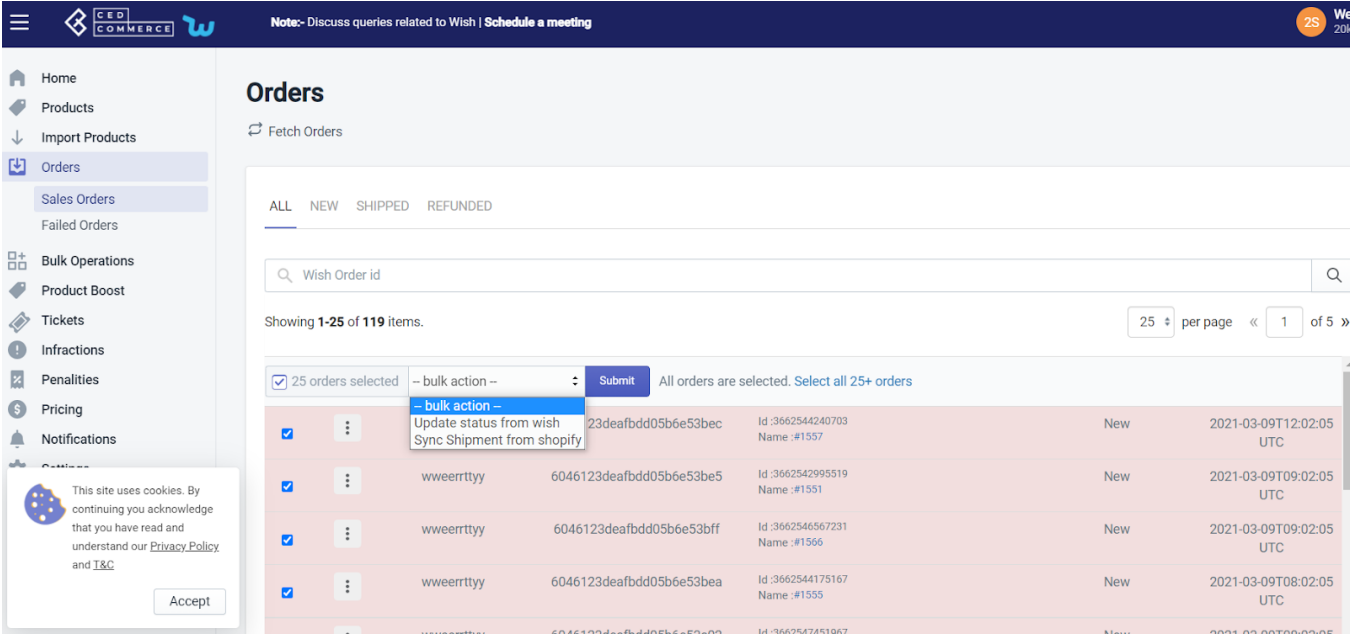 CED
COMMERCE
Note:- Discuss queries related to Wish | Schedule a meeting
2S
We
20k
Home
Products
Import Products
Orders
Sales Orders
Failed Orders
Bulk Operations
Product Boost
Tickets
Infractions
Penalities
Pricing
Notifications
Settings
This site uses cookies. By
continuing you acknowledge
that you have read and
understand our Privacy Policy
and T&C
Accept
Orders
Fetch Orders
ALL NEW SHIPPED REFUNDED
Wish Order id
Showing 1-25 of 119 items.
25 per page « 1 of 5 »
25 orders selected -- bulk action -- Submit All orders are selected. Select all 25+ orders
-- bulk action --
Update status from wish
Sync Shipment from shopify
23deafbdd05b6e53bec Id :3662544240703 Name :#1557 New 2021-03-09T12:02:05 UTC
wweerrttyy 6046123deafbdd05b6e53be5 Id :3662542995519 Name :#1551 New 2021-03-09T09:02:05 UTC
wweerrttyy 6046123deafbdd05b6e53bff Id :3662546567231 Name :#1566 New 2021-03-09T09:02:05 UTC
wweerrttyy 6046123deafbdd05b6e53bea Id :3662544175167 Name :#1555 New 2021-03-09T08:02:05 UTC